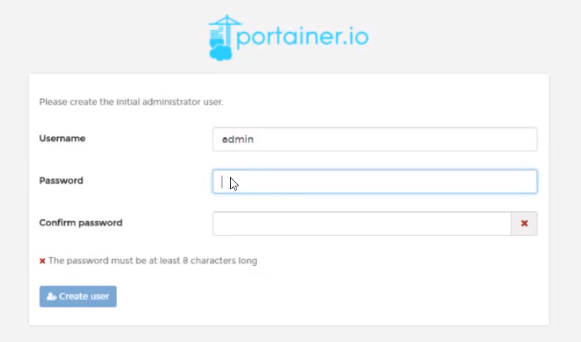 portainer.io
Please create the initial administrator user.
Username
admin
Password
Confirm password
The password must be at least 8 characters long
Create user